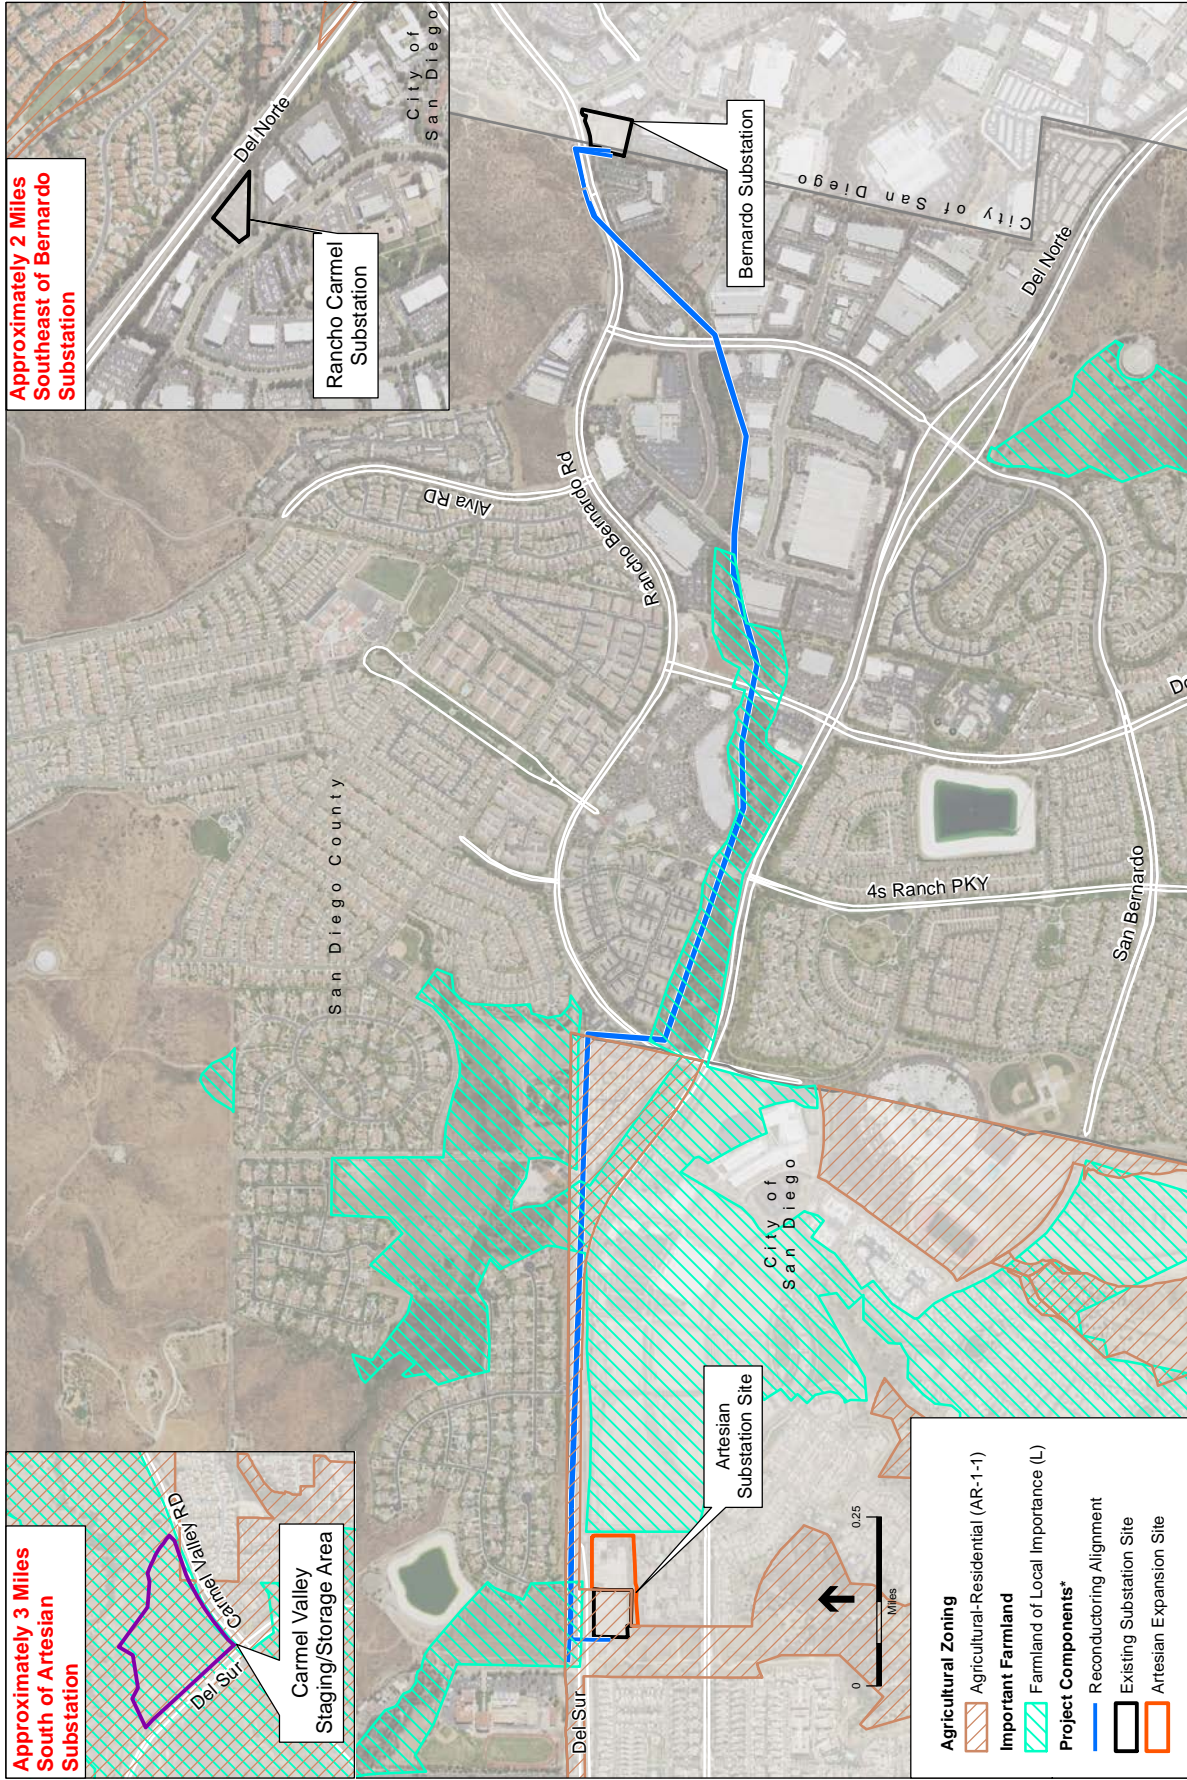 Approximately 3 Miles
South of Artesian
Substation
Carmel Valley RD
Del Sur
Carmel Valley
Staging/Storage Area
Approximately 2 Miles
Southeast of Bernardo
Substation
Del Norte
Rancho Carmel
Substation
City of
San Diego
San Diego County
Alva RD
Rancho Bernardo Rd
Bernardo Substation
City of San Diego
Del Norte
4s Ranch PKY
San Bernardo
Do
City of
San Diego
Artesian
Substation Site
Del Sur
0
0.25
Miles
Agricultural Zoning
Agricultural-Residential (AR-1-1)
Important Farmland
Farmland of Local Importance (L)
Project Components*
Reconductoring Alignment
Existing Substation Site
Artesian Expansion Site